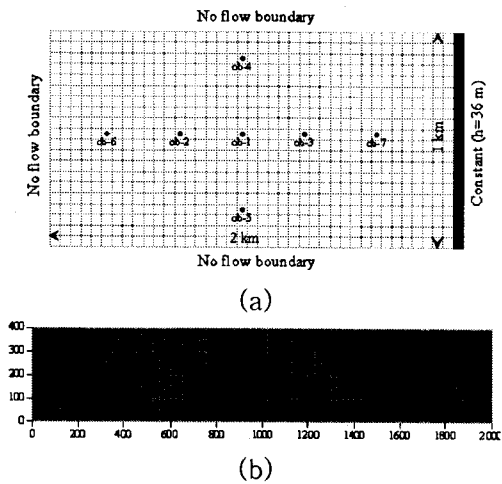 No flow boundary
No flow boundary
ob-4
ob-6
ob-2
ob-1
ob-3
ob-7
ob-5
1 km
Constant (h=36 m)
2 km
No flow boundary
(a)
400
300
200
100
0
0 200 400 600 800 1000 1200 1400 1600 1800 2000
(b)